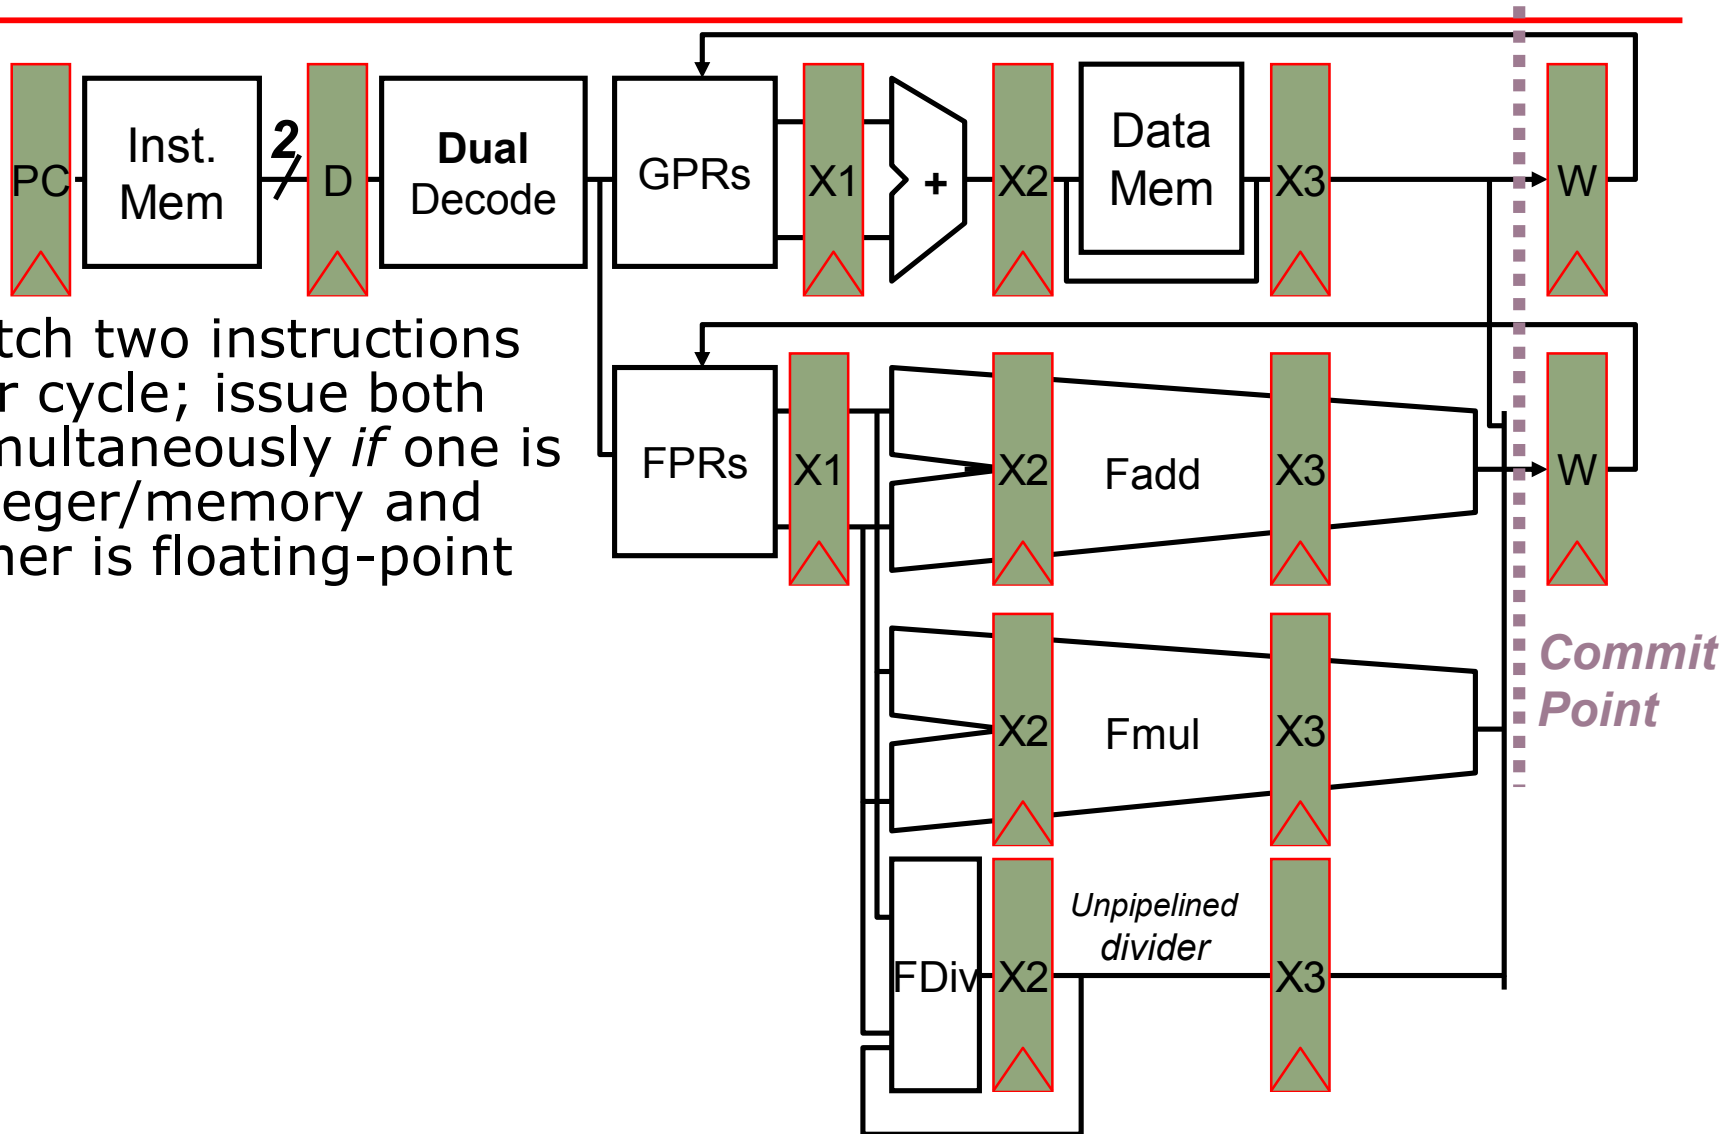 PC
Inst.
Mem
2
D
Dual
Decode
GPRs
X1
+
X2
Data
Mem
X3
W
tch two instructions
r cycle; issue both
multaneously if one is
eger/memory and
her is floating-point
FPRs
X1
X2
Fadd
X3
W
X2
Fmul
X3
Commit
Point
FDiv
X2
Unpipelined
divider
X3